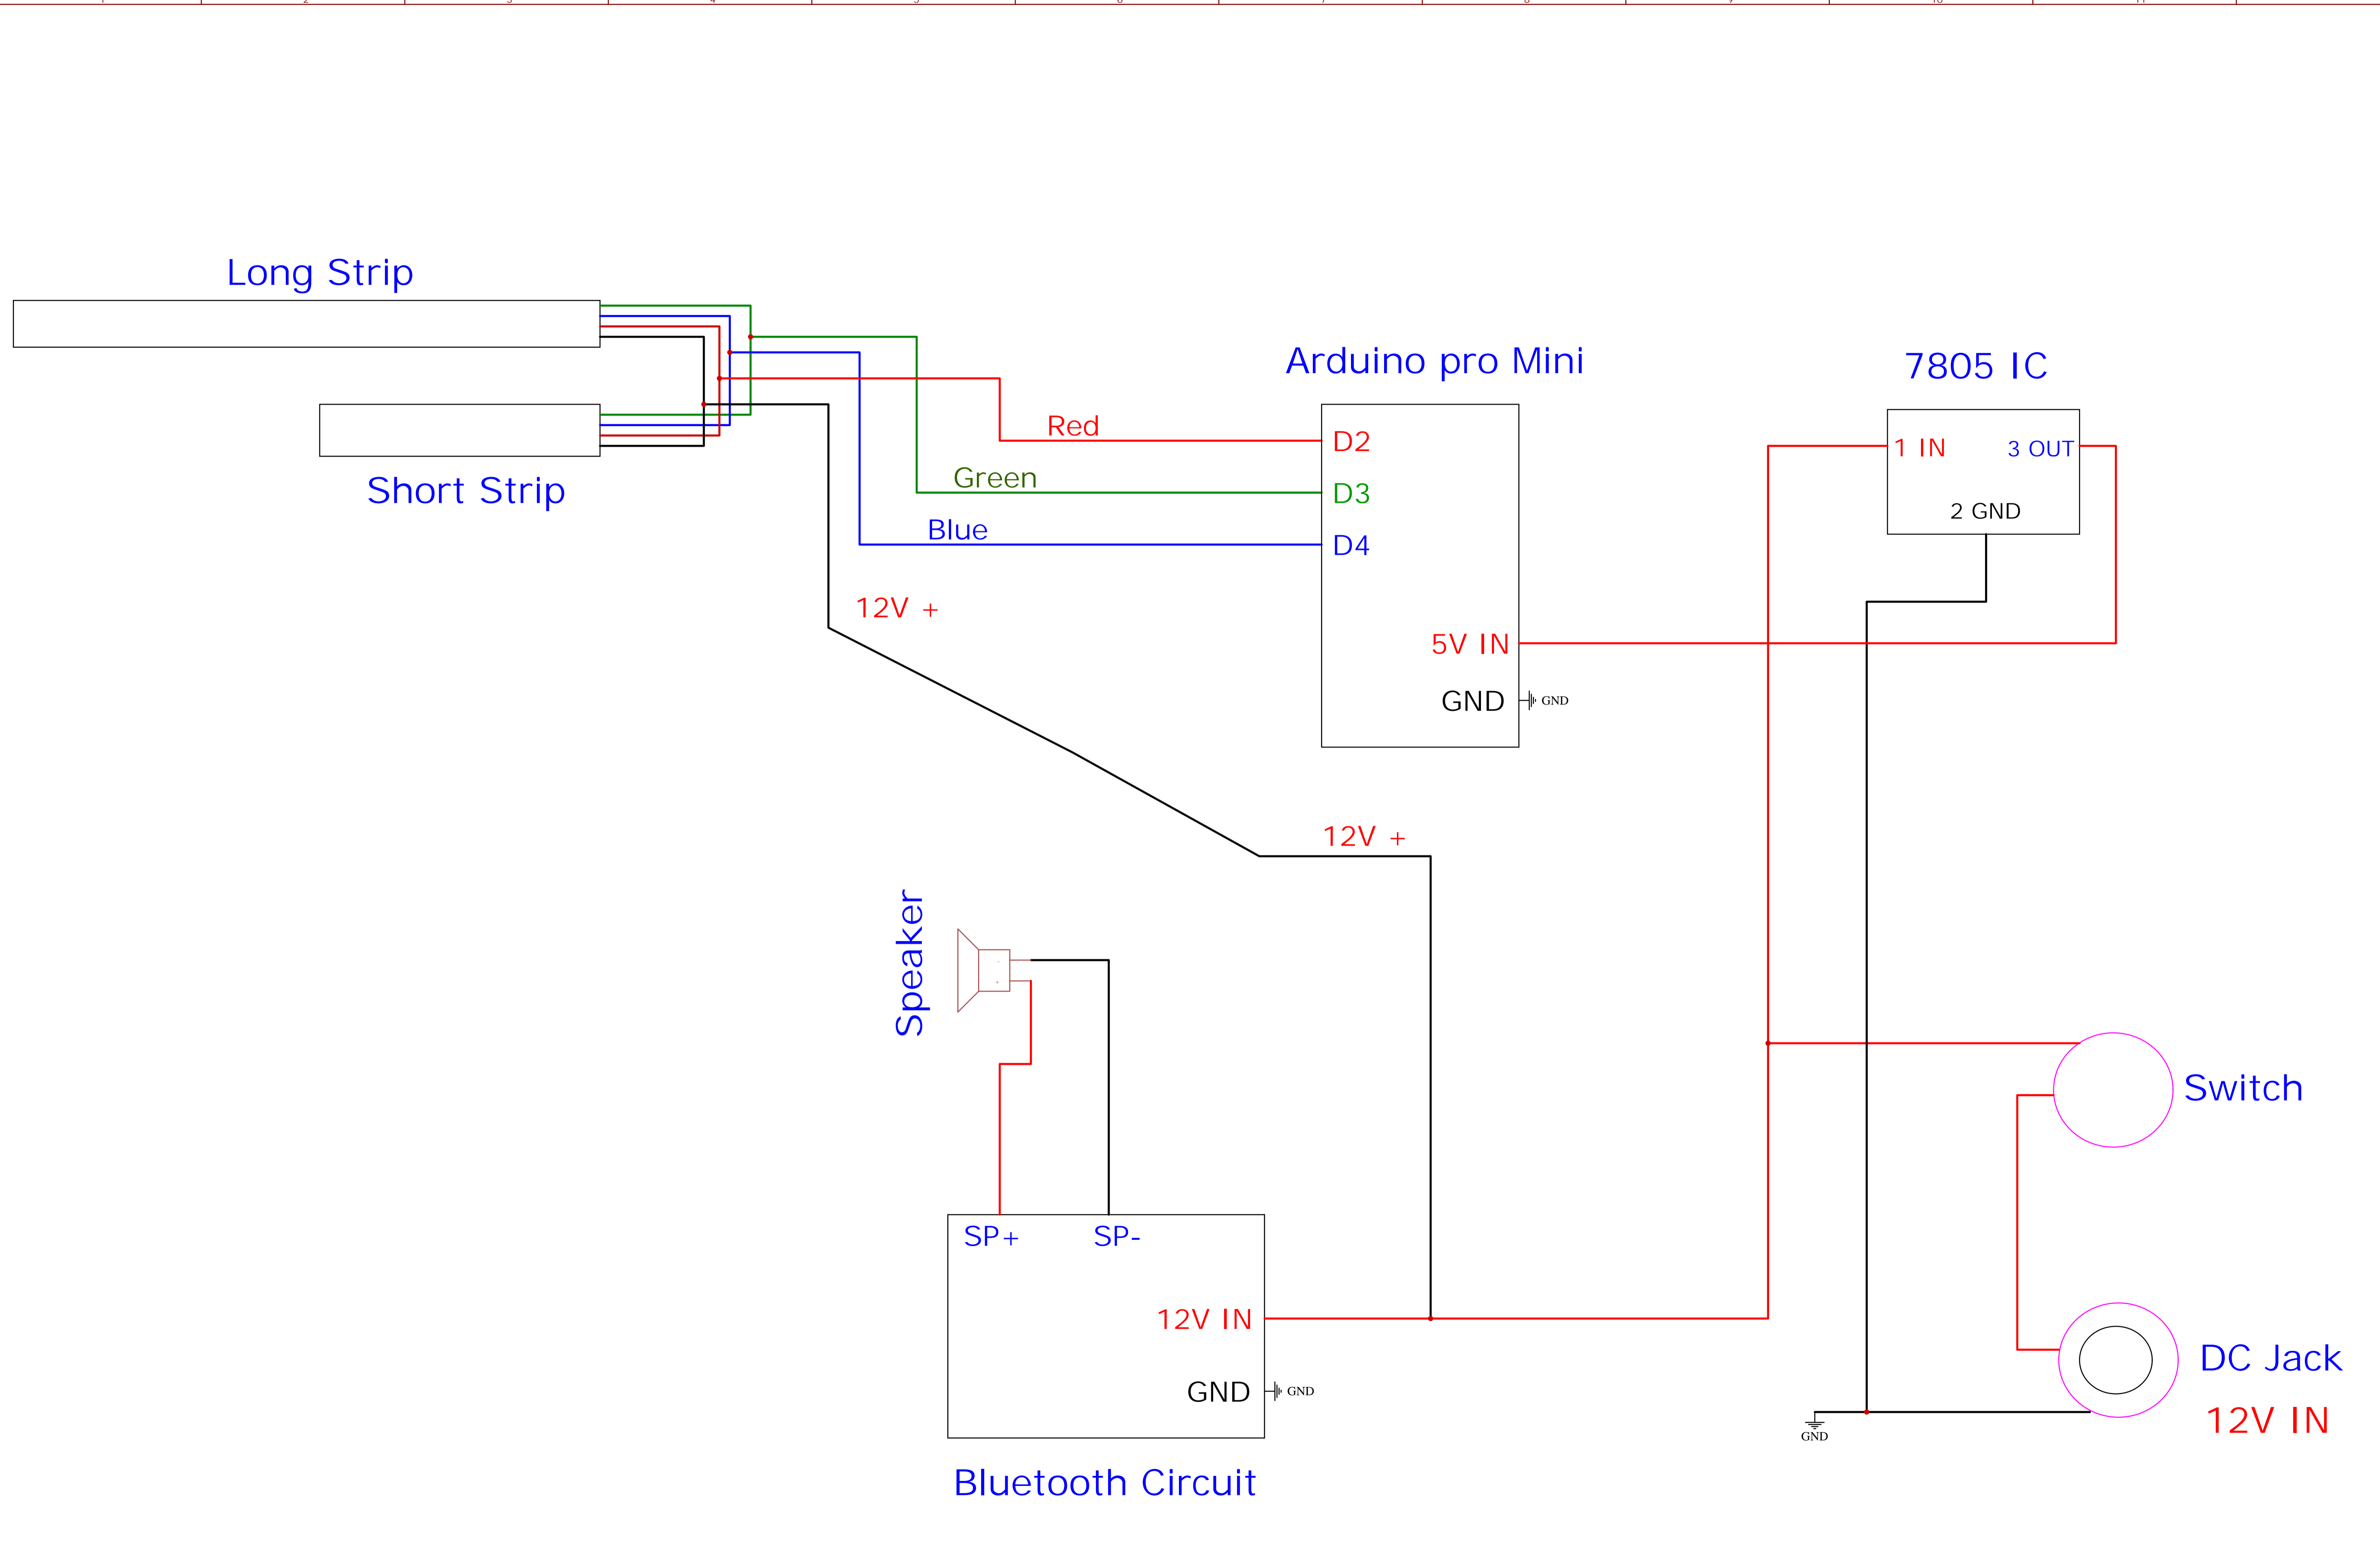 Long Strip
Short Strip
Red
Green
Blue
12V +
12V +
Arduino pro Mini
D2
D3
D4
5V IN
GND
GND
7805 IC
1 IN
3 OUT
2 GND
Speaker
-
+
SP+
SP-
12V IN
GND
GND
Bluetooth Circuit
Switch
DC Jack
12V IN
GND